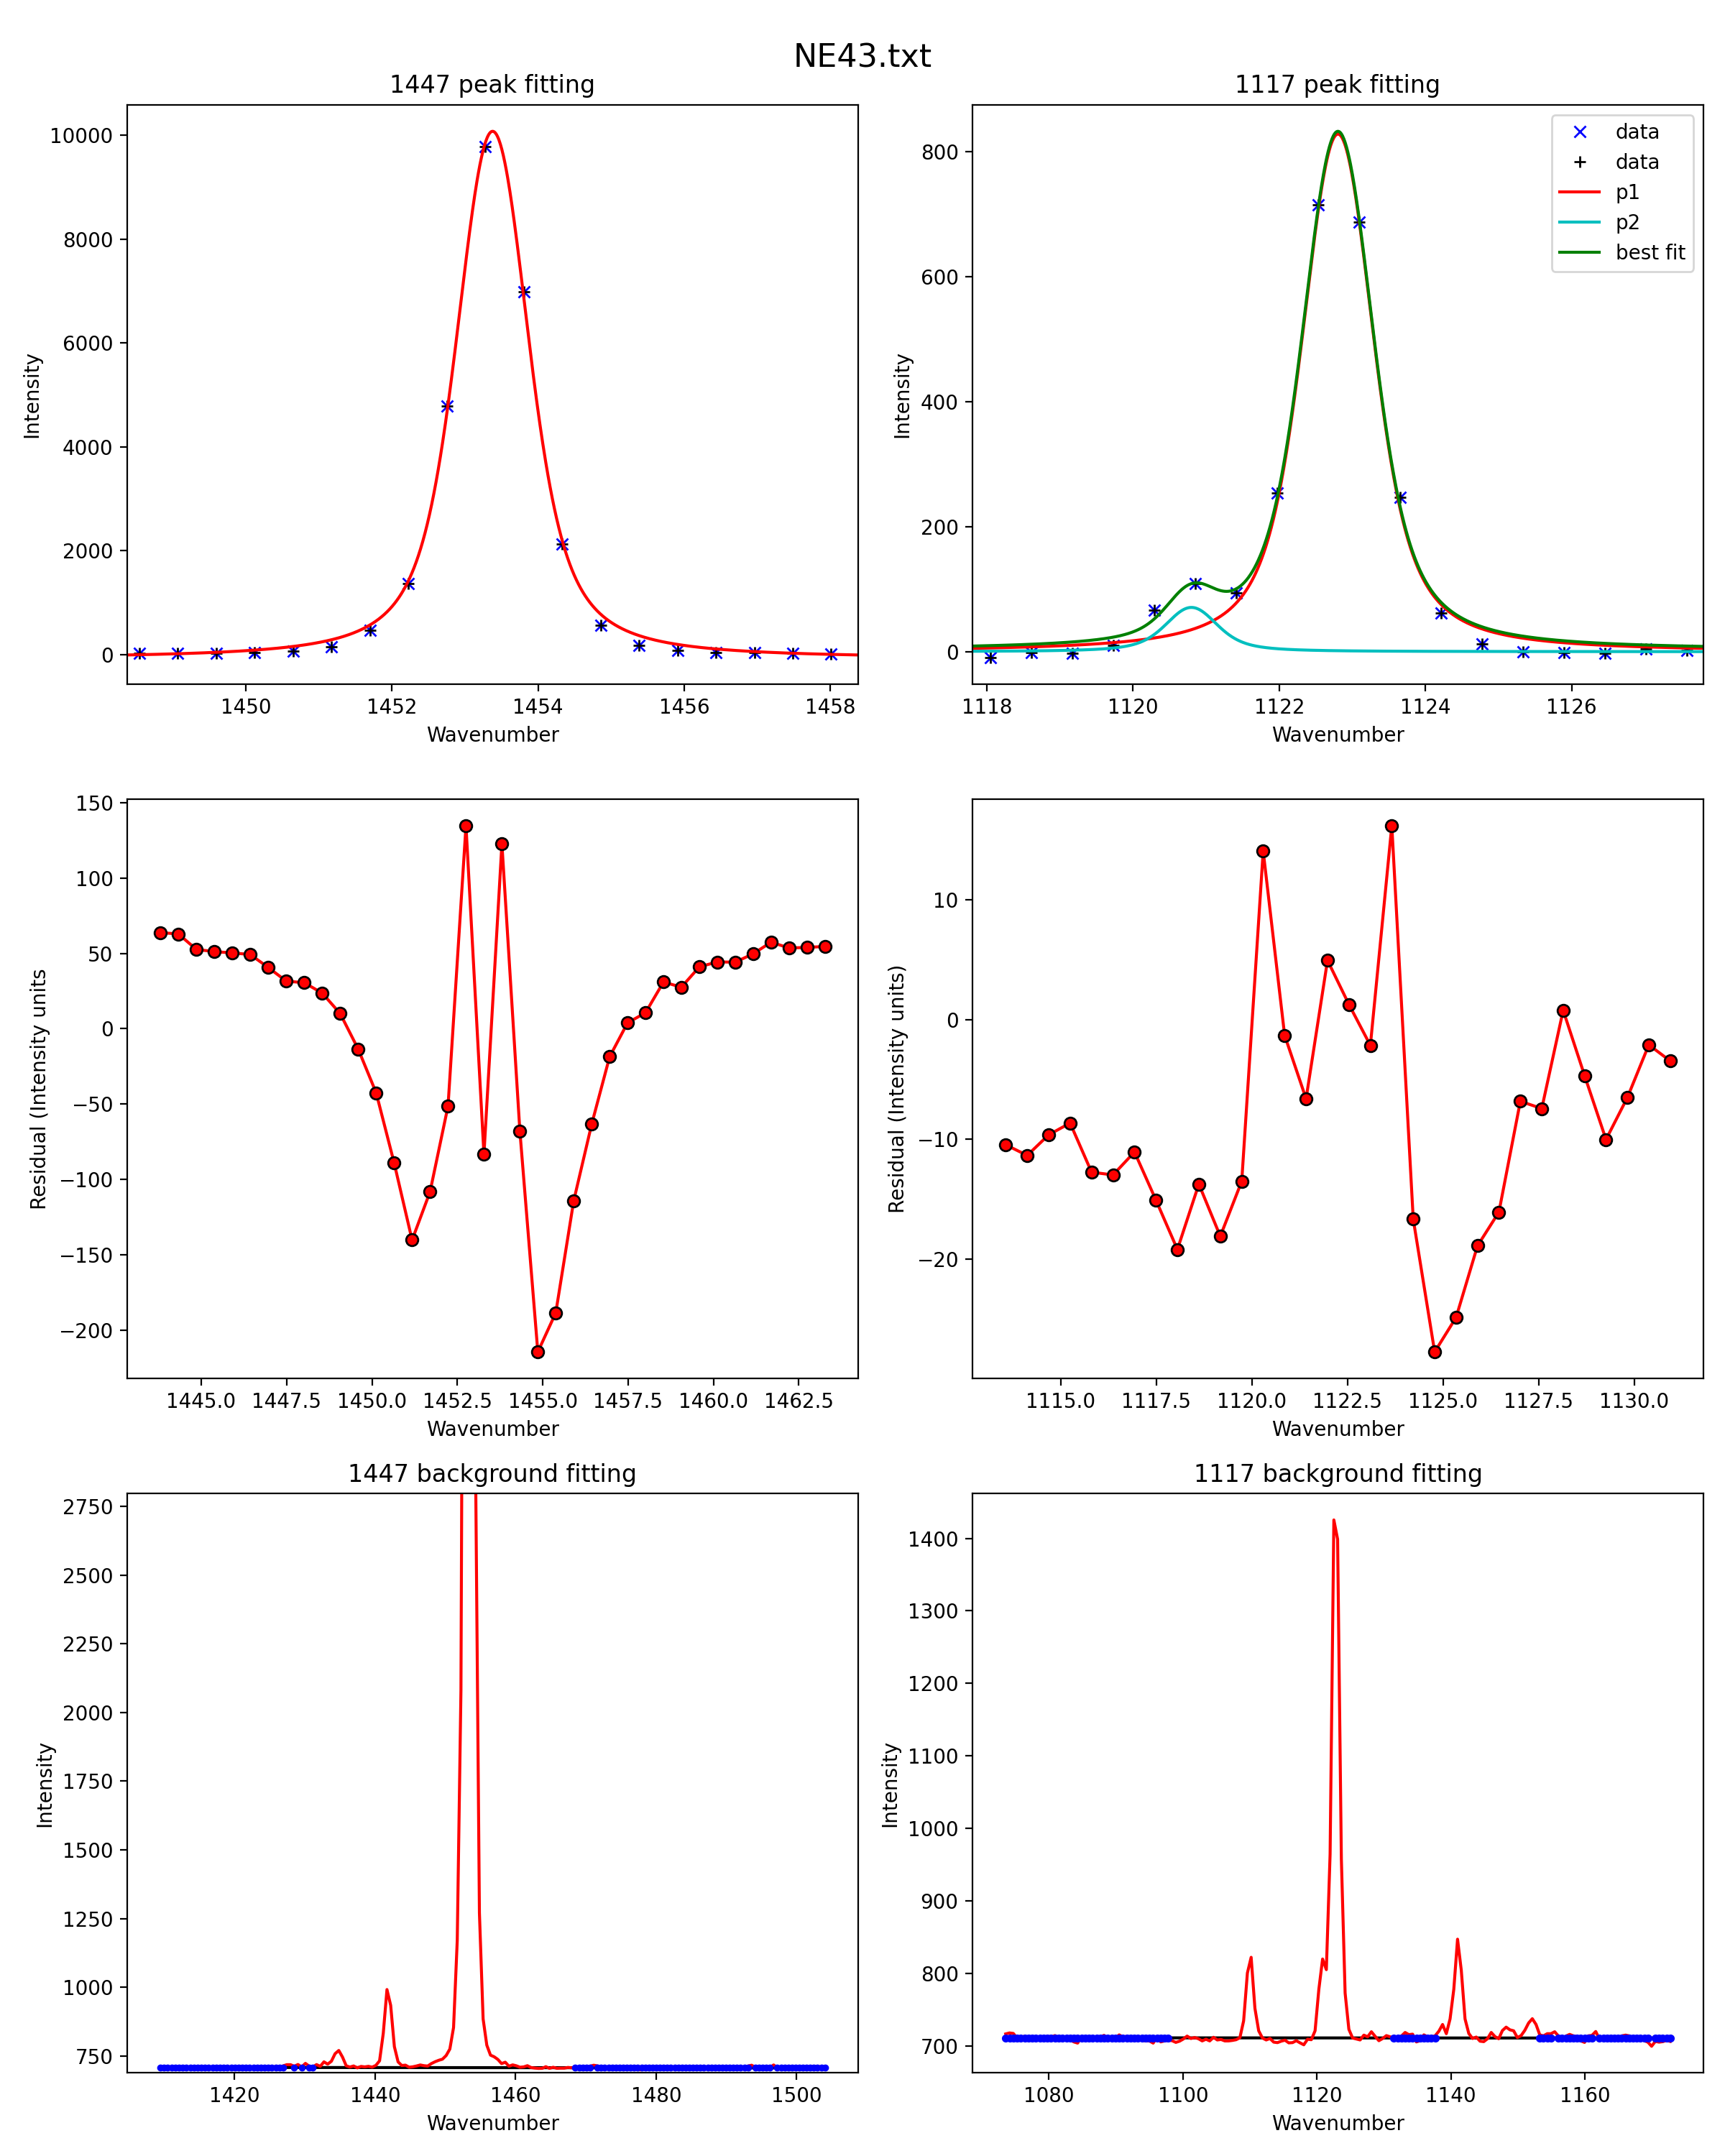 NE43.txt
1447 peak fitting
10000
8000
6000
4000
2000
0
Intensity
1450 1452 1454 1456 1458
Wavenumber
1117 peak fitting
800
600
400
200
0
Intensity
1118 1120 1122 1124 1126
Wavenumber
data
data
p1
p2
best fit
150
100
50
0
−50
−100
−150
−200
Residual (Intensity units
1445.0 1447.5 1450.0 1452.5 1455.0 1457.5 1460.0 1462.5
Wavenumber
10
0
−10
−20
Residual (Intensity units)
1115.0 1117.5 1120.0 1122.5 1125.0 1127.5 1130.0
Wavenumber
1447 background fitting
2750
2500
2250
2000
1750
1500
1250
1000
750
Intensity
1420 1440 1460 1480 1500
Wavenumber
1117 background fitting
1400
1300
1200
1100
1000
900
800
700
Intensity
1080 1100 1120 1140 1160
Wavenumber